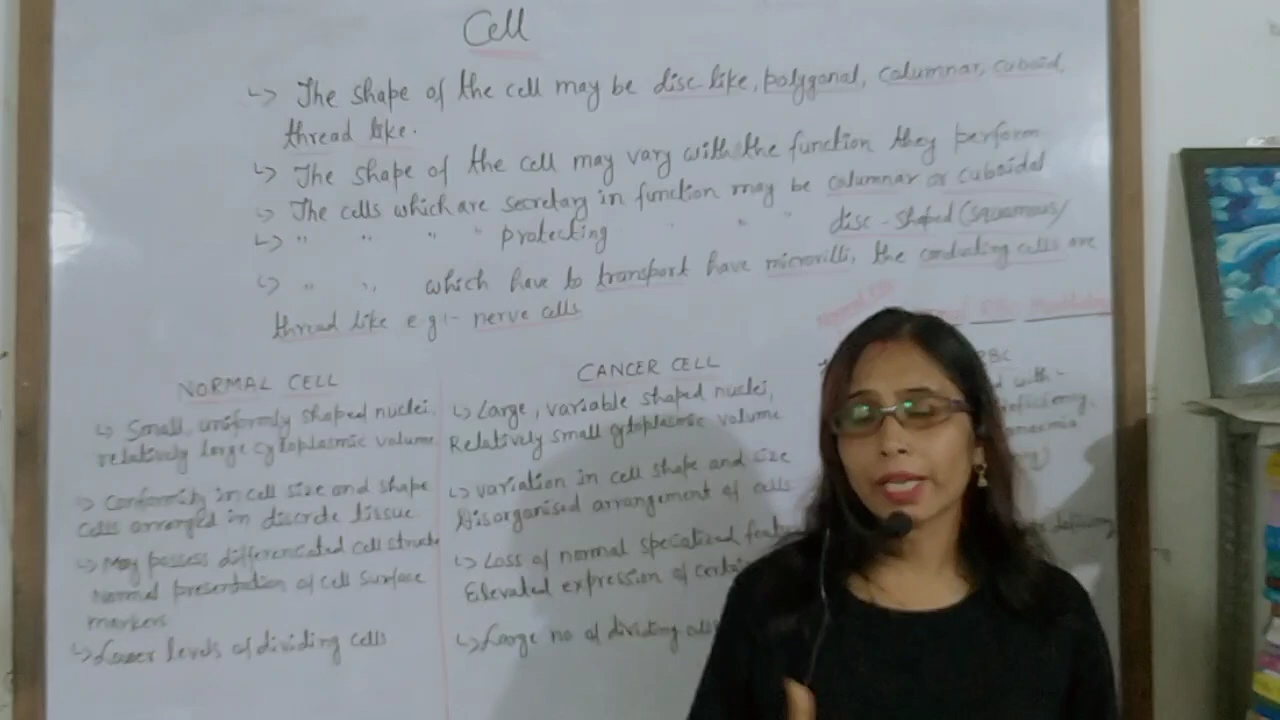 Cell
↳ The shape of the cell may be disc like, polygonal, columnar, cuboid,
thread like.
↳ The shape of the cell may vary with the function they perform
↳ The cells which are secretary in function may be columnar or cuboidal
↳ " " " " protecting " " " disc-shaped (squamous/
↳ " " which have to transport have microvilli, the conducting cells are
thread like e g:- nerve cells
NORMAL CELL
↳ Small, uniformly shaped nuclei,
relatively large cytoplasmic volume
↳ Conformity in cell size and shape
Cells arranged in discrete tissue
↳ May possess differentiated cell
Normal presentation of cell surface
markers
↳ Lower levels of dividing cells
CANCER CELL
↳ Large, variable shaped nuclei,
Relatively small cytoplasmic volume
↳ variation in cell shape and size
Disorganised arrangement of cells
↳ Loss of normal specialized
Elevated expression of
↳ Large no of dividing
RBC
with-